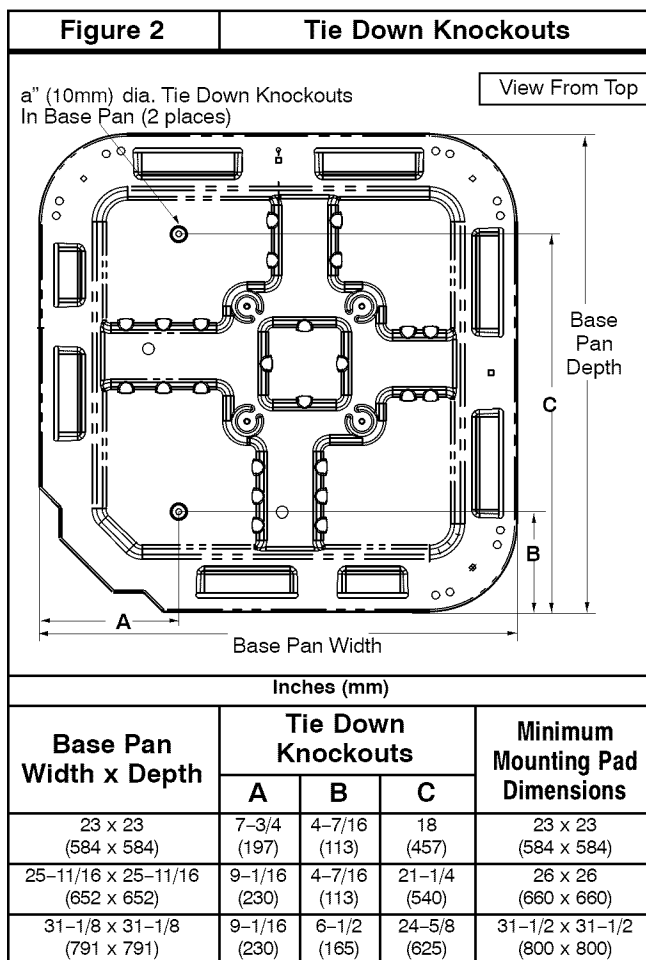 Figure 2 Tie Down Knockouts
View From Top
a" (10mm) dia. Tie Down Knockouts
In Base Pan (2 places)
Base
Pan
Depth
C
B
A
Base Pan Width
Inches (mm)
Base Pan
Width x Depth
Tie Down
Knockouts
Minimum
Mounting Pad
Dimensions
A B C
23 x 23 7–3/4 4–7/16 18 23 x 23
(584 x 584) (197) (113) (457) (584 x 584)
25–11/16 x 25–11/16 9–1/16 4–7/16 21–1/4 26 x 26
(652 x 652) (230) (113) (540) (660 x 660)
31–1/8 x 31–1/8 9–1/16 6–1/2 24–5/8 31–1/2 x 31–1/2
(791 x 791) (230) (165) (625) (800 x 800)